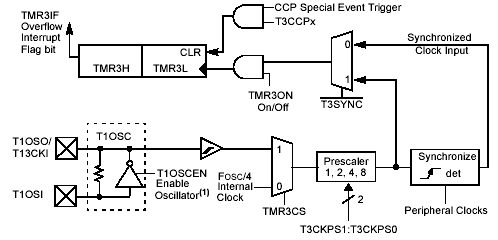 TMR3IF
Overflow
Interrupt
Flag bit
CCP Special Event Trigger
T3CCPx
CLR
TMR3H
TMR3L
TMR3ON
On/Off
0
1
T3SYNC
Synchronized
Clock Input
T1OSO/
T13CKI
T1OSC
T1OSCEN
Enable
Oscillator(1)
T1OSI
FOSC/4
Internal
Clock
1
0
TMR3CS
Prescaler
1, 2, 4, 8
2
T3CKPS1:T3CKPS0
Synchronize
det
Peripheral Clocks